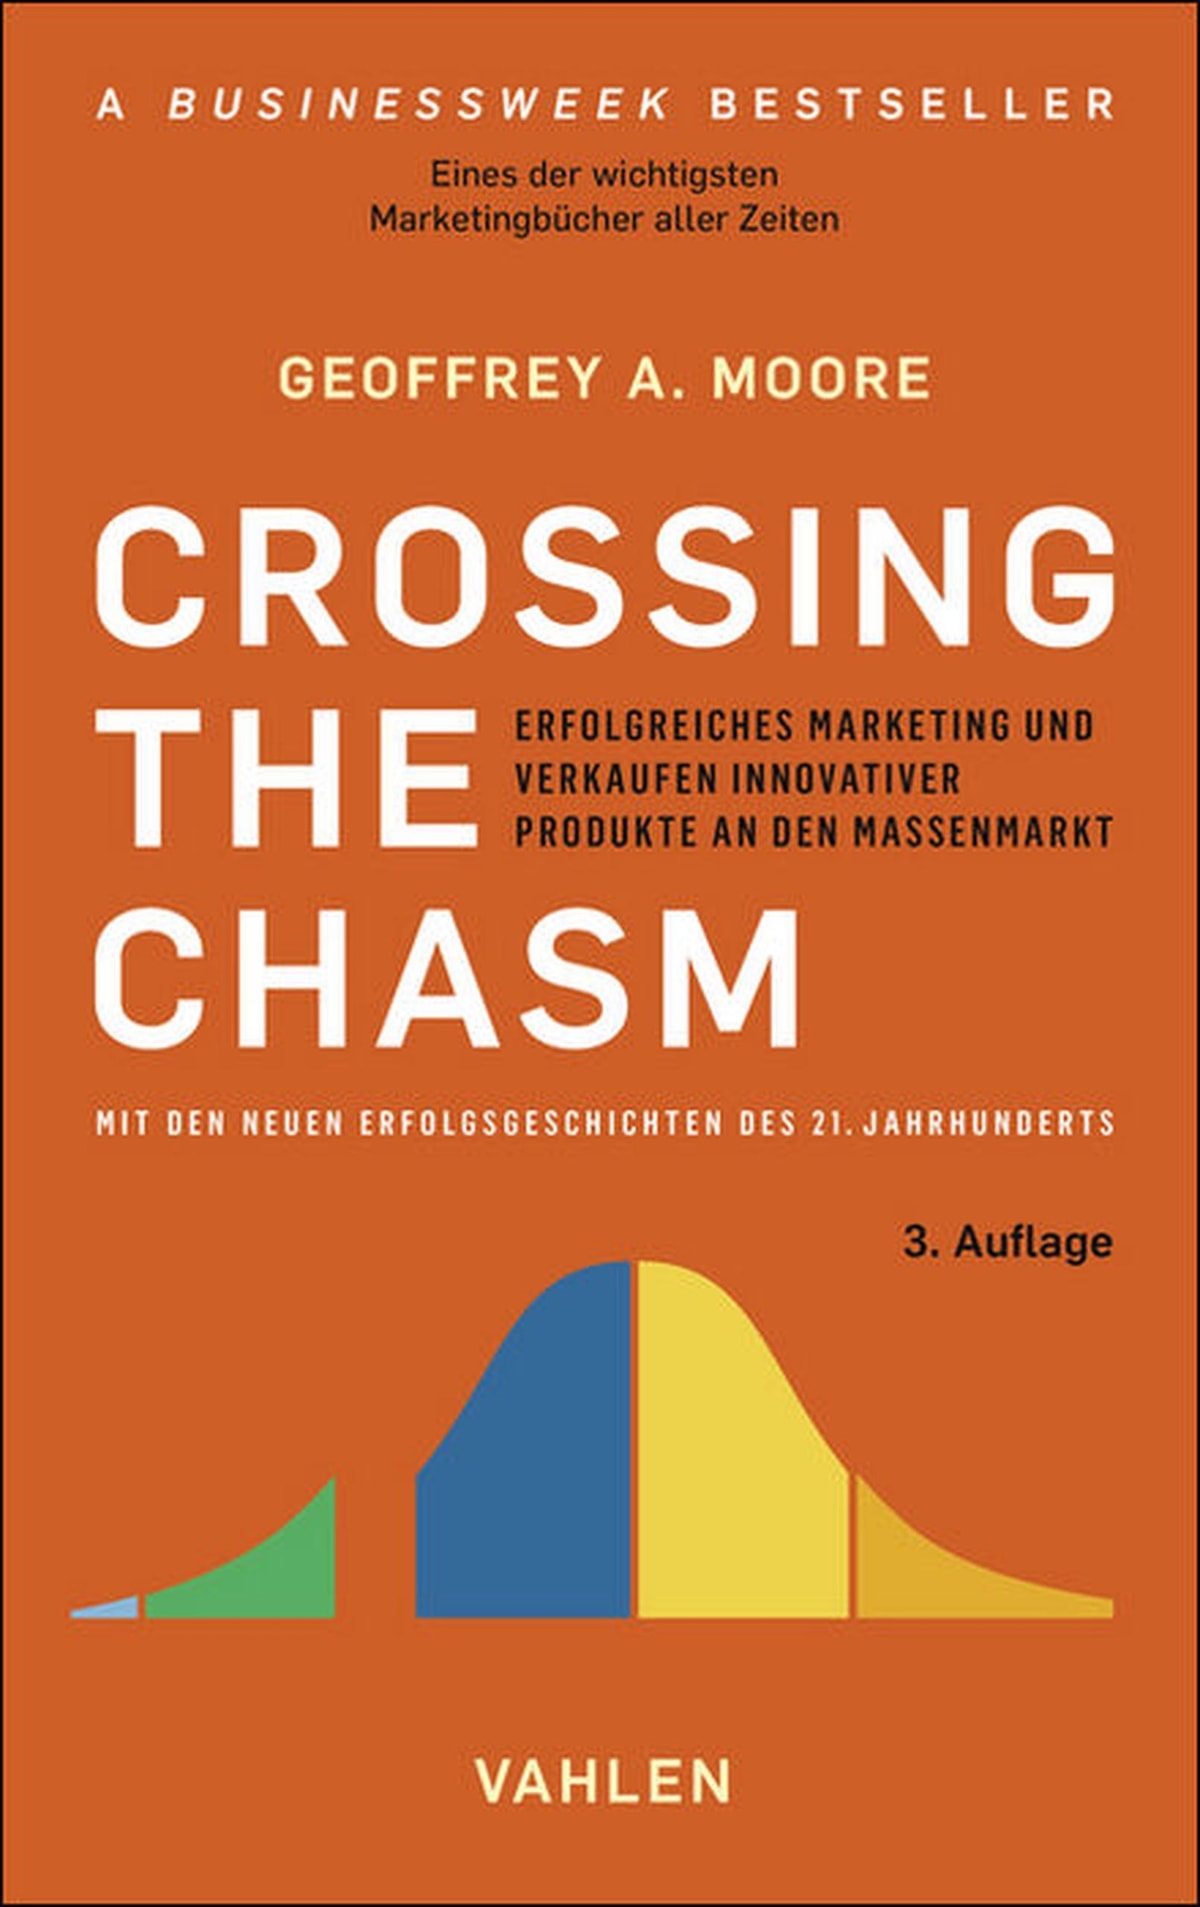 A BUSINESSWEEK BESTSELLER
Eines der wichtigsten
Marketingbücher aller Zeiten
GEOFFREY A. MOORE
CROSSING
THE
ERFOLGREICHES MARKETING UND
VERKAUFEN INNOVATIVER
PRODUKTE AN DEN MASSENMARKT
CHASM
MIT DEN NEUEN ERFOLGSGESCHICHTEN DES 21. JAHRHUNDERTS
3. Auflage
VAHLEN